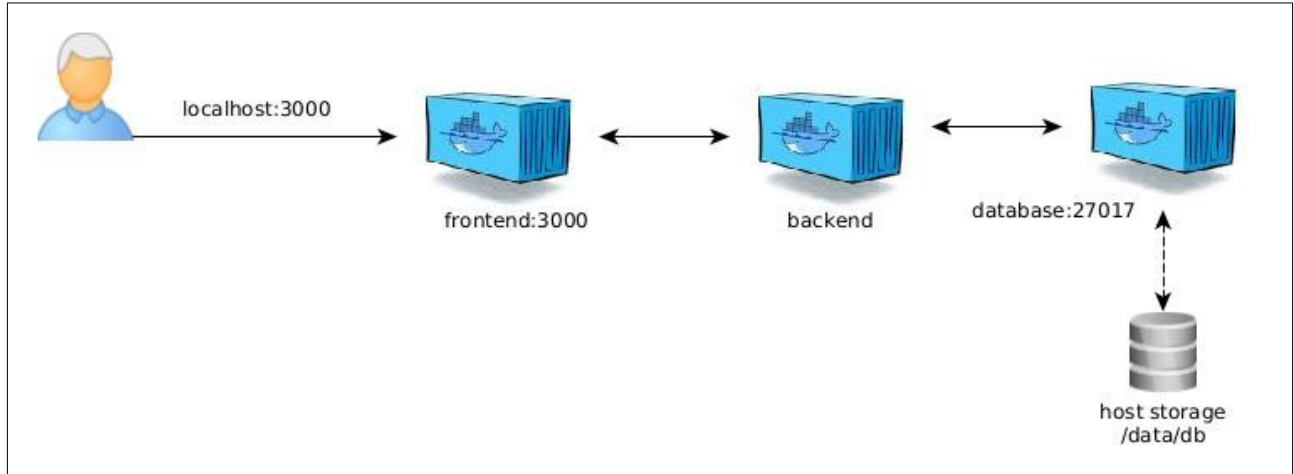 localhost:3000
frontend:3000
backend
database:27017
host storage
/data/db